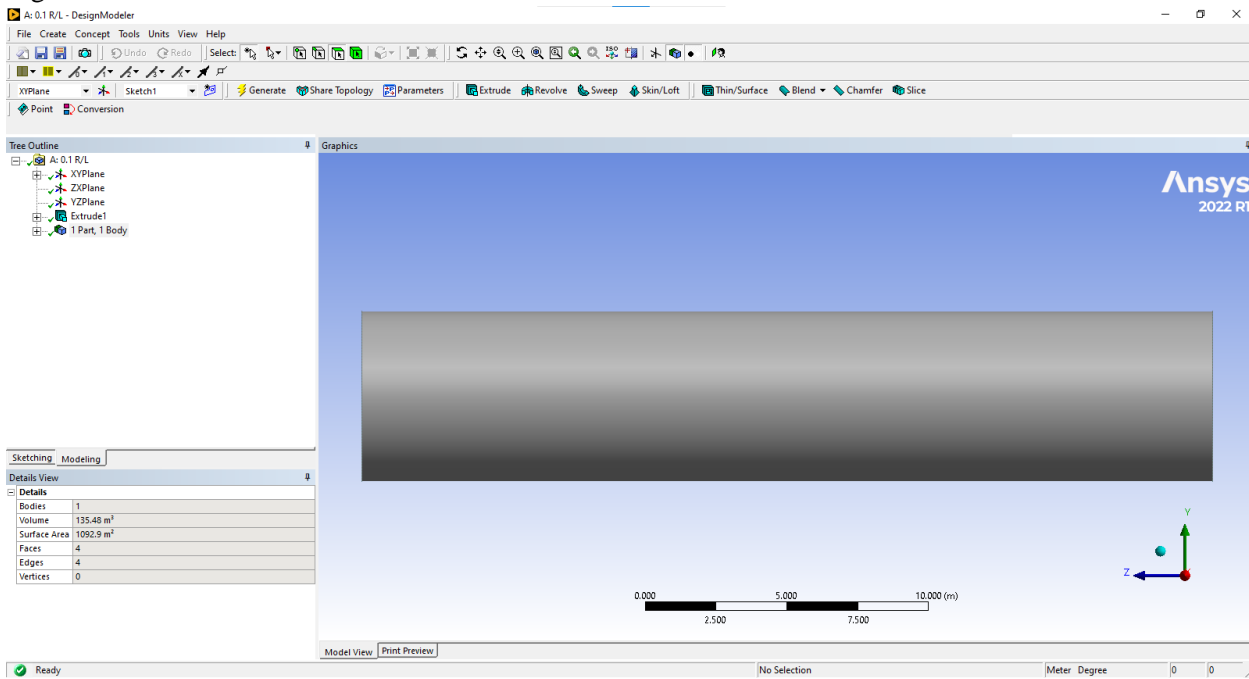 A: 0.1 R/L - DesignModeler
File Create Concept Tools Units View Help
Undo Redo Select: ISO
XYPlane Sketch1 Generate Share Topology Parameters Extrude Revolve Sweep Skin/Loft Thin/Surface Blend Chamfer Slice
Point Conversion
Tree Outline
A: 0.1 R/L
XYPlane
ZXPlane
YZPlane
Extrude1
1 Part, 1 Body
Sketching Modeling
Details View
Details
Bodies 1
Volume 135.48 m³
Surface Area 1092.9 m²
Faces 4
Edges 4
Vertices 0
Graphics
Ansys
2022 R1
Y
Z
0.000 5.000 10.000 (m)
2.500 7.500
Model View Print Preview
Ready No Selection Meter Degree 0 0